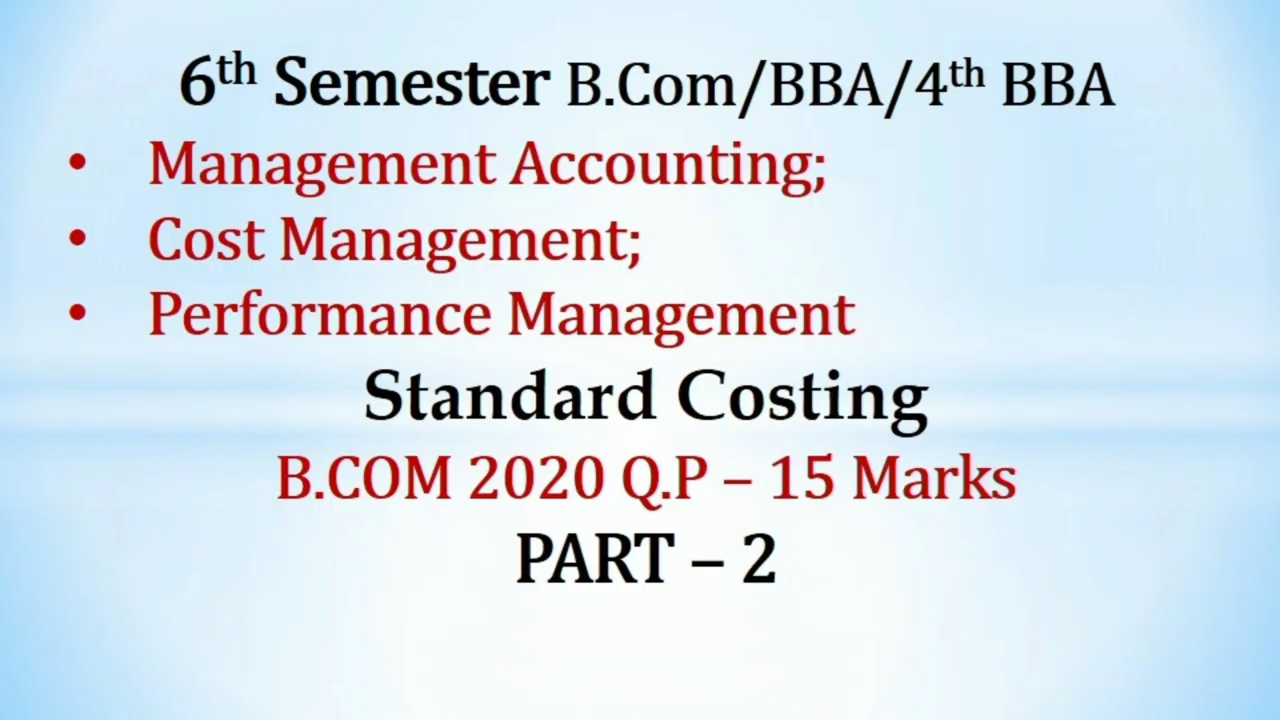 6th Semester B.Com/BBA/4th BBA
• Management Accounting;
• Cost Management;
• Performance Management
Standard Costing
B.COM 2020 Q.P – 15 Marks
PART – 2